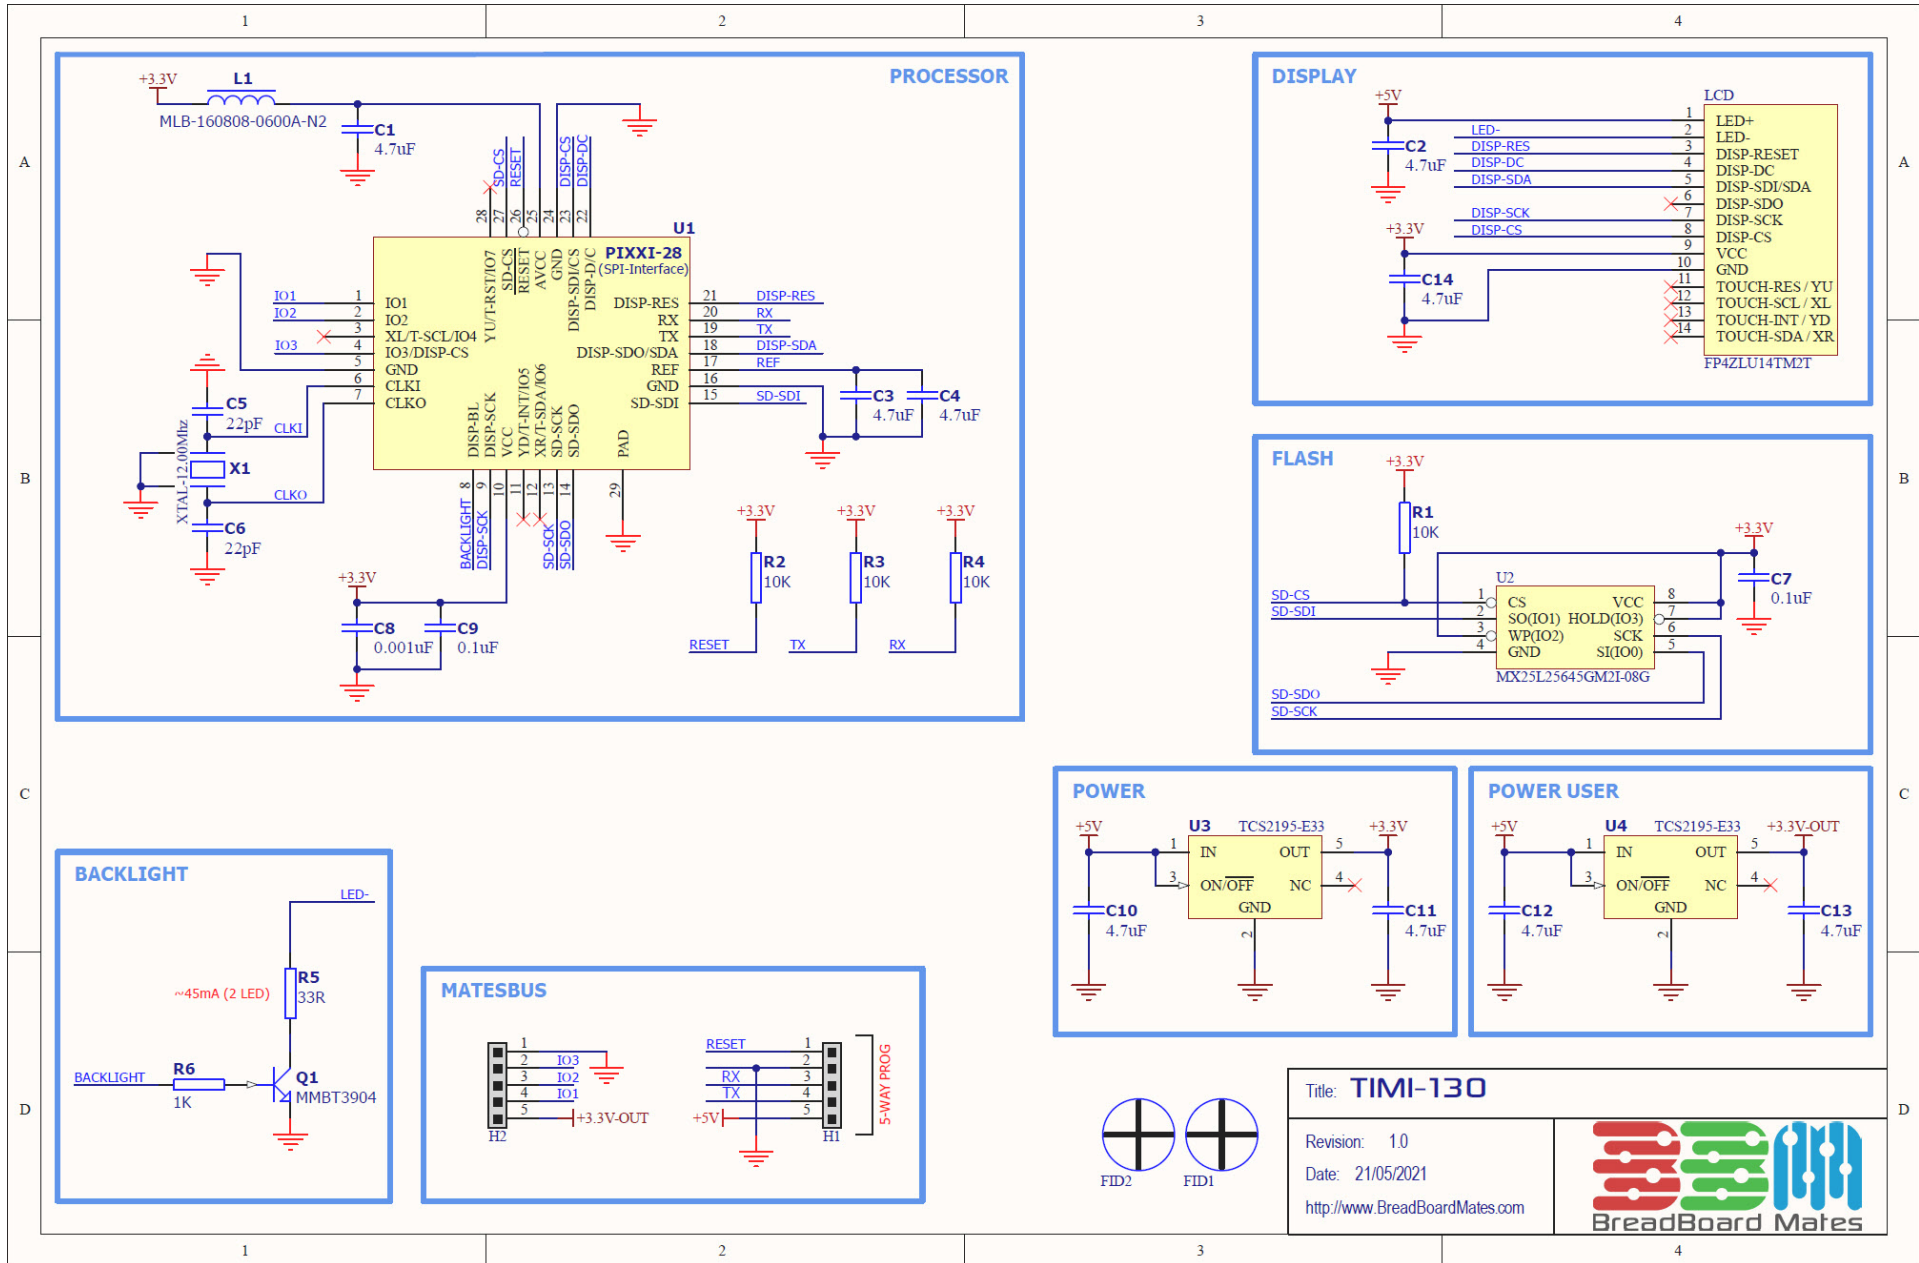 1 2 3 4
A
B
C
D
PROCESSOR
+3.3V
L1
MLB-160808-0600A-N2
C1
4.7uF
SD-CS
RESET
DISP-CS
DISP-DC
28 27 26 25 24 23 22
U1
PIXXI-28
(SPI-Interface)
YU/T-RST/IO7
SD-CS
RESET
AVCC
GND
DISP-SDI/CS
DISP-D/C
IO1 1 IO1
IO2 2 IO2
3 XL/T-SCL/IO4
IO3 4 IO3/DISP-CS
5 GND
6 CLKI
7 CLKO
DISP-RES 21 DISP-RES
RX 20 RX
TX 19 TX
DISP-SDO/SDA 18 DISP-SDA
REF 17 REF
GND 16
SD-SDI 15 SD-SDI
DISP-BL
DISP-SCK
VCC
YD/T-INT/IO5
XR/T-SDA/IO6
SD-SCK
SD-SDO
PAD
8 9 10 11 12 13 14 29
BACKLIGHT
DISP-SCK
SD-SCK
SD-SDO
C3
4.7uF
C4
4.7uF
C5
22pF
CLKI
XTAL-12.00Mhz
X1
CLKO
C6
22pF
+3.3V
C8
0.001uF
C9
0.1uF
+3.3V +3.3V +3.3V
R2
10K
R3
10K
R4
10K
RESET TX RX
DISPLAY
+5V
C2
4.7uF
+3.3V
C14
4.7uF
LCD
1 LED+
LED- 2 LED-
DISP-RES 3 DISP-RESET
DISP-DC 4 DISP-DC
DISP-SDA 5 DISP-SDI/SDA
6 DISP-SDO
DISP-SCK 7 DISP-SCK
DISP-CS 8 DISP-CS
9 VCC
10 GND
11 TOUCH-RES / YU
12 TOUCH-SCL / XL
13 TOUCH-INT / YD
14 TOUCH-SDA / XR
FP4ZLU14TM2T
FLASH
+3.3V
R1
10K
+3.3V
C7
0.1uF
U2
SD-CS 1 CS VCC 8
SD-SDI 2 SO(IO1) HOLD(IO3) 7
3 WP(IO2) SCK 6
4 GND SI(IO0) 5
MX25L25645GM2I-08G
SD-SDO
SD-SCK
POWER
+5V U3 TCS2195-E33 +3.3V
1 IN OUT 5
3 ON/OFF NC 4
GND
2
C10
4.7uF
C11
4.7uF
POWER USER
+5V U4 TCS2195-E33 +3.3V-OUT
1 IN OUT 5
3 ON/OFF NC 4
GND
2
C12
4.7uF
C13
4.7uF
BACKLIGHT
LED-
R5
33R
~45mA (2 LED)
BACKLIGHT
R6
1K
Q1
MMBT3904
MATESBUS
1
2 IO3
3 IO2
4 IO1
5 +3.3V-OUT
H2
RESET 1
2
RX 3
TX 4
+5V 5
H1
5-WAY PROG
FID2 FID1
Title: TIMI-130
Revision: 1.0
Date: 21/05/2021
http://www.BreadBoardMates.com
BBM
BreadBoard Mates
A
B
C
D
1 2 3 4